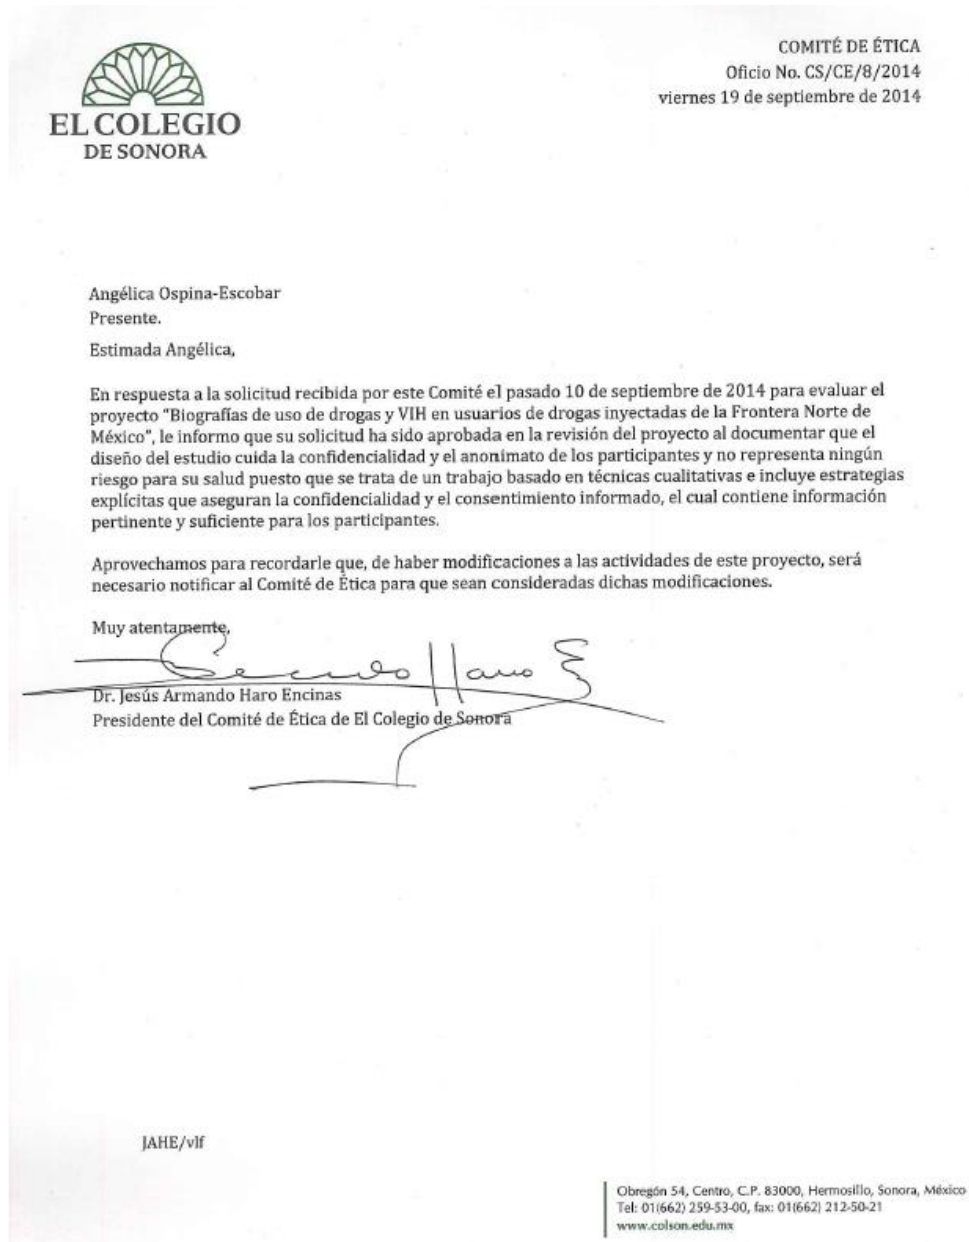 EL COLEGIO
DE SONORA
COMITÉ DE ÉTICA
Oficio No. CS/CE/8/2014
viernes 19 de septiembre de 2014
Angélica Ospina-Escobar
Presente.
Estimada Angélica,
En respuesta a la solicitud recibida por este Comité el pasado 10 de septiembre de 2014 para evaluar el
proyecto "Biografías de uso de drogas y VIH en usuarios de drogas inyectadas de la Frontera Norte de
México", le informo que su solicitud ha sido aprobada en la revisión del proyecto al documentar que el
diseño del estudio cuida la confidencialidad y el anonimato de los participantes y no representa ningún
riesgo para su salud puesto que se trata de un trabajo basado en técnicas cualitativas e incluye estrategias
explícitas que aseguran la confidencialidad y el consentimiento informado, el cual contiene información
pertinente y suficiente para los participantes.
Aprovechamos para recordarle que, de haber modificaciones a las actividades de este proyecto, será
necesario notificar al Comité de Ética para que sean consideradas dichas modificaciones.
Muy atentamente,
Dr. Jesús Armando Haro Encinas
Presidente del Comité de Ética de El Colegio de Sonora
JAHE/vlf
Obregón 54, Centro, C.P. 83000, Hermosillo, Sonora, México
Tel: 01(662) 259-53-00, fax: 01(662) 212-50-21
www.colson.edu.mx